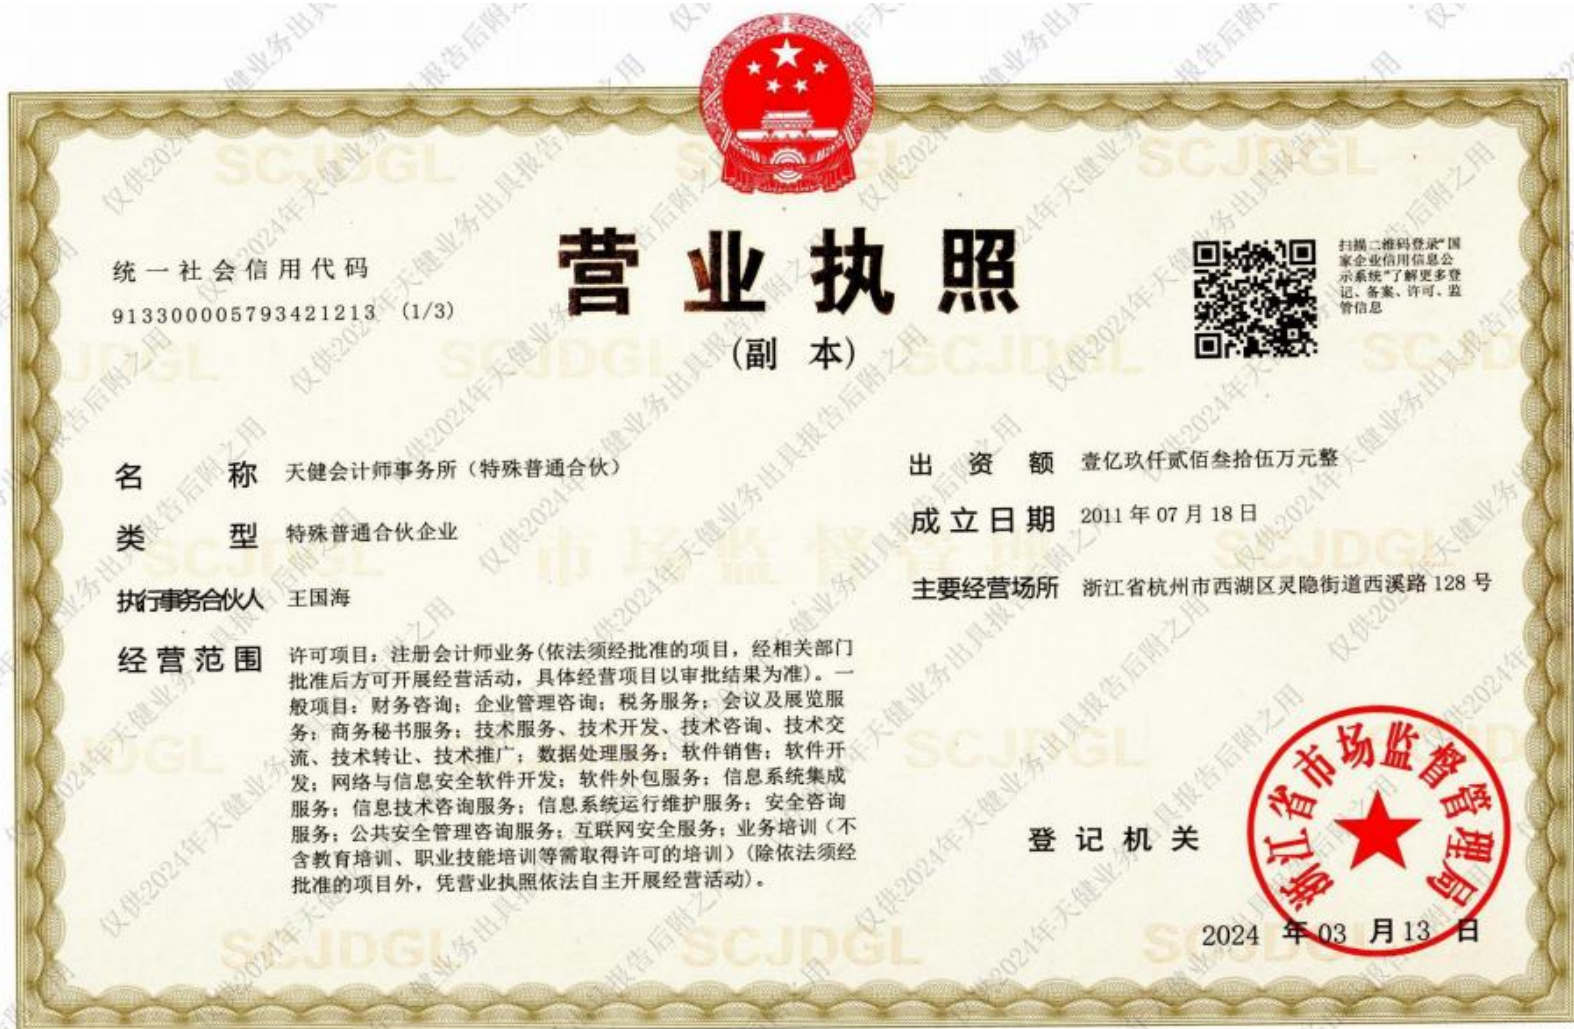 营业执照
(副 本)
统一社会信用代码
913300005793421213 (1/3)
扫描二维码登录"国
家企业信用信息公
示系统"了解更多登
记、备案、许可、监
管信息
名 称 天健会计师事务所（特殊普通合伙）
类 型 特殊普通合伙企业
执行事务合伙人 王国海
经营范围 许可项目：注册会计师业务(依法须经批准的项目，经相关部门
批准后方可开展经营活动，具体经营项目以审批结果为准)。一
般项目：财务咨询；企业管理咨询；税务服务；会议及展览服
务；商务秘书服务；技术服务、技术开发、技术咨询、技术交
流、技术转让、技术推广；数据处理服务；软件销售；软件开
发；网络与信息安全软件开发；软件外包服务；信息系统集成
服务；信息技术咨询服务；信息系统运行维护服务；安全咨询
服务；公共安全管理咨询服务；互联网安全服务；业务培训（不
含教育培训、职业技能培训等需取得许可的培训）(除依法须经
批准的项目外，凭营业执照依法自主开展经营活动)。
出 资 额 壹亿玖仟贰佰叁拾伍万元整
成立日期 2011年07月18日
主要经营场所 浙江省杭州市西湖区灵隐街道西溪路128号
登记机关
浙江省市场监督管理局
2024 年 03 月 13 日
仅供2024年天健业务出具报告后附之用
SCJDGL
市场监督管理